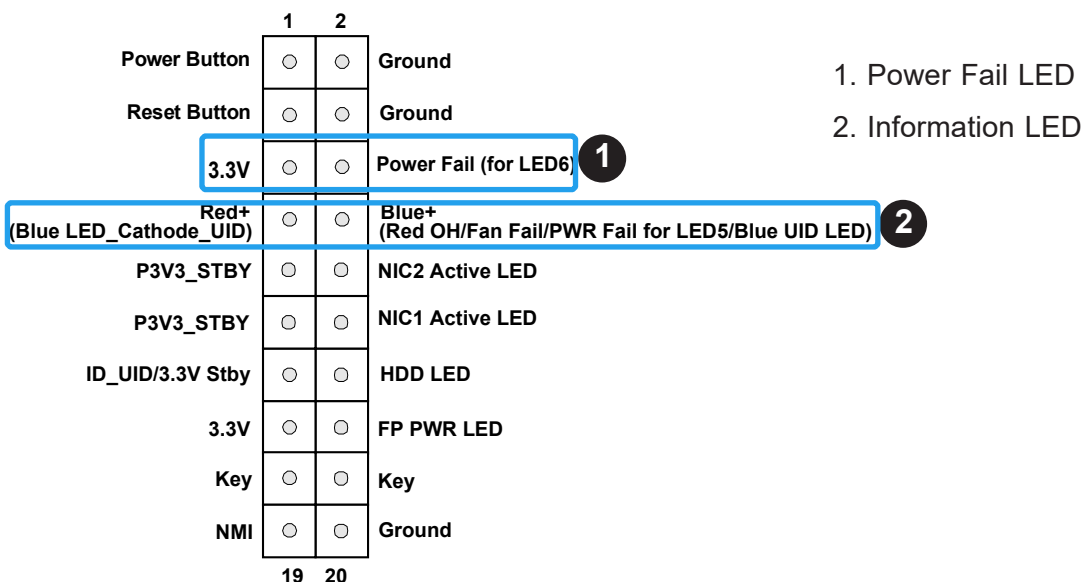 1 2
Power Button Ground
1. Power Fail LED
Reset Button Ground
2. Information LED
3.3V Power Fail (for LED6) 1
Red+ Blue+
(Blue LED_Cathode_UID) (Red OH/Fan Fail/PWR Fail for LED5/Blue UID LED) 2
P3V3_STBY NIC2 Active LED
P3V3_STBY NIC1 Active LED
ID_UID/3.3V Stby HDD LED
3.3V FP PWR LED
Key Key
NMI Ground
19 20